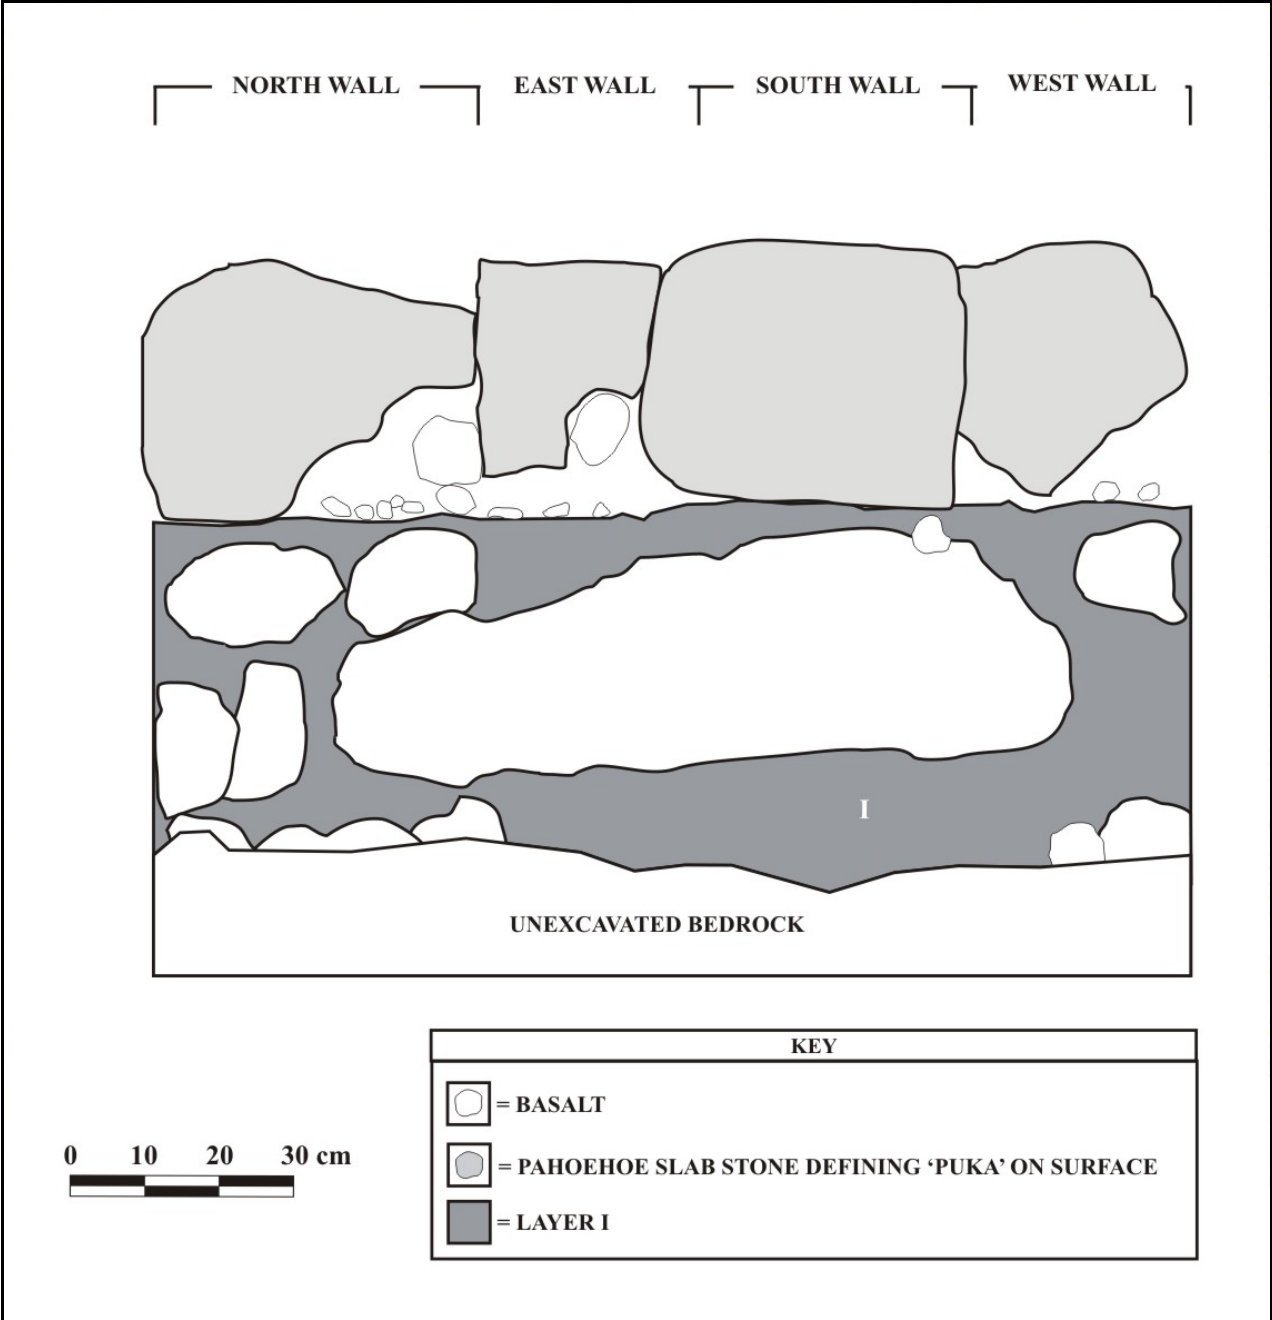 NORTH WALL EAST WALL SOUTH WALL WEST WALL
I
UNEXCAVATED BEDROCK
KEY
= BASALT
= PAHOEHOE SLAB STONE DEFINING ‘PUKA’ ON SURFACE
= LAYER I
0 10 20 30 cm